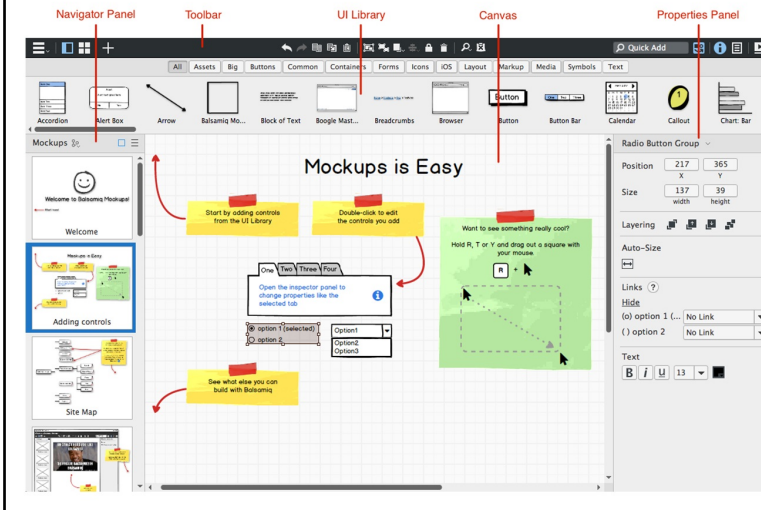 Navigator Panel
Toolbar
UI Library
Canvas
Properties Panel
Quick Add
All
Assets
Big
Buttons
Common
Containers
Forms
Icons
iOS
Layout
Markup
Media
Symbols
Text
Button
One Two Three
1
Accordion
Alert Box
Arrow
Balsamiq Mo...
Block of Text
Boogle Mast...
Breadcrumbs
Browser
Button
Button Bar
Calendar
Callout
Chart: Bar
Mockups
Welcome to Balsamiq Mockups!
Welcome
Mockups is Easy
Adding controls
Site Map
Mockups is Easy
Start by adding controls
from the UI Library
Double-click to edit
the controls you add
One
Two
Three
Four
Open the inspector panel to
change properties like the
selected tab
option 1 (selected)
option 2
Option1
Option2
Option3
See what else you can
build with Balsamiq
Want to see something really cool?
Hold R, T or Y and drag out a square with
your mouse
R +
Radio Button Group
Position 217 365
X Y
Size 137 39
width height
Layering
Auto-Size
Links ?
Hide
(o) option 1 (... No Link
( ) option 2 No Link
Text
B i U 13